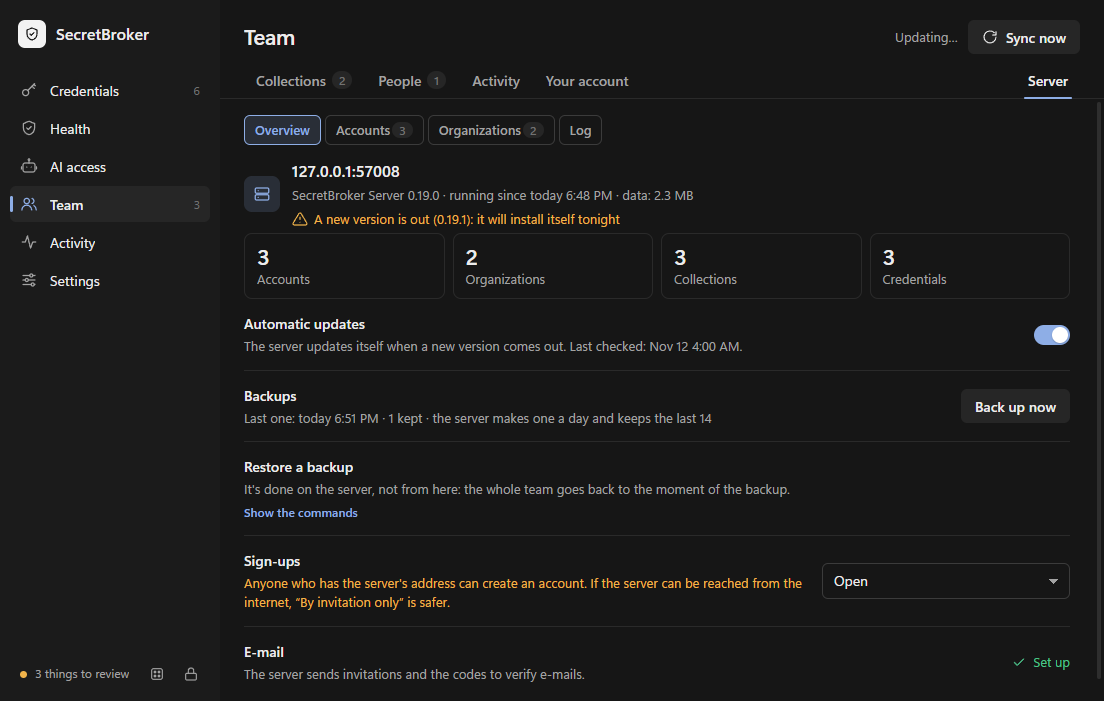 SecretBroker
Credentials 6
Health
AI access
Team 3
Activity
Settings
3 things to review
Team
Updating...
Sync now
Collections 2
People 1
Activity
Your account
Server
Overview
Accounts 3
Organizations 2
Log
127.0.0.1:57008
SecretBroker Server 0.19.0 · running since today 6:48 PM · data: 2.3 MB
A new version is out (0.19.1): it will install itself tonight
3
Accounts
2
Organizations
3
Collections
3
Credentials
Automatic updates
The server updates itself when a new version comes out. Last checked: Nov 12 4:00 AM.
Backups
Last one: today 6:51 PM · 1 kept · the server makes one a day and keeps the last 14
Back up now
Restore a backup
It's done on the server, not from here: the whole team goes back to the moment of the backup.
Show the commands
Sign-ups
Anyone who has the server's address can create an account. If the server can be reached from the
internet, “By invitation only” is safer.
Open
E-mail
The server sends invitations and the codes to verify e-mails.
Set up